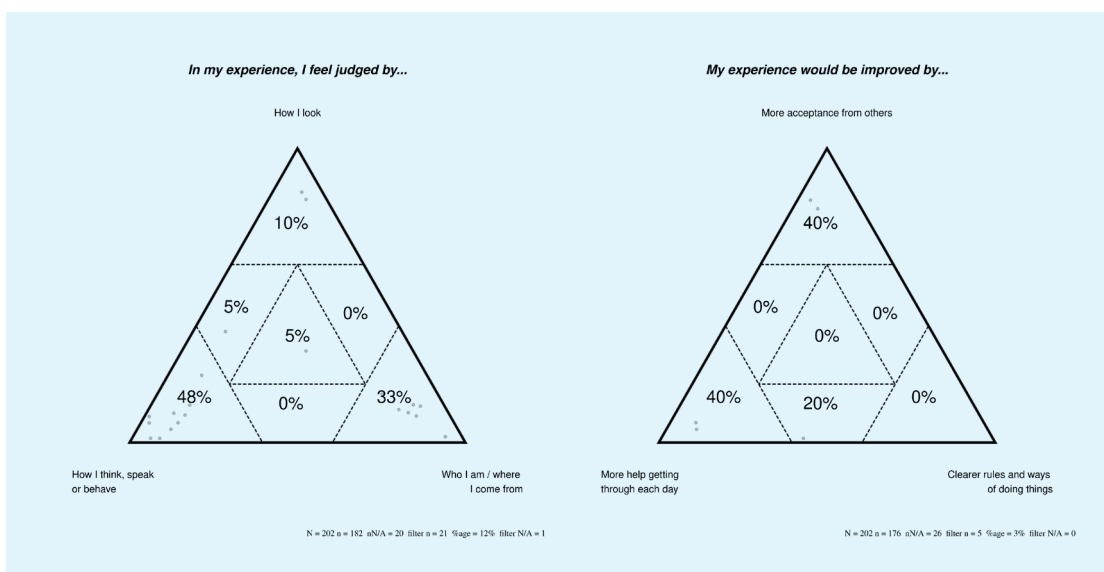 In my experience, I feel judged by...
How I look
10%
5%
0%
5%
48%
0%
33%
How I think, speak
or behave
Who I am / where
I come from
N = 202 n = 182 nN/A = 20 filter n = 21 %age = 12% filter N/A = 1
My experience would be improved by...
More acceptance from others
40%
0%
0%
0%
40%
20%
0%
More help getting
through each day
Clearer rules and ways
of doing things
N = 202 n = 176 nN/A = 26 filter n = 5 %age = 3% filter N/A = 0